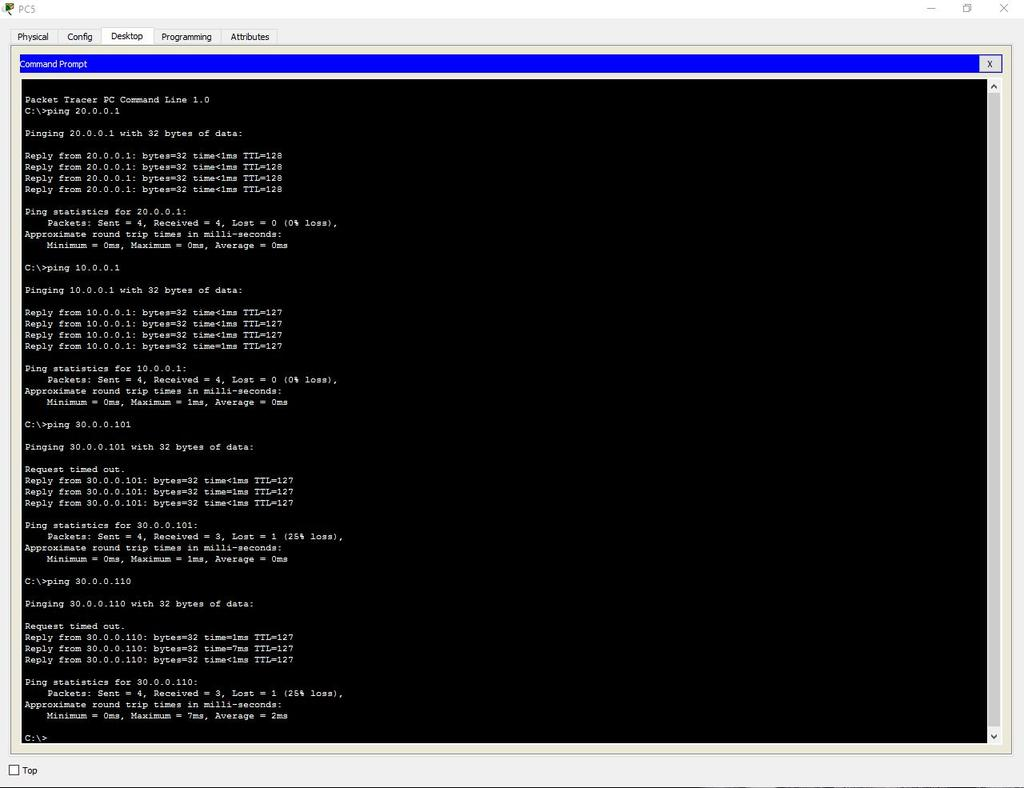 PC5
Physical Config Desktop Programming Attributes
Command Prompt X
Packet Tracer PC Command Line 1.0
C:\>ping 20.0.0.1
Pinging 20.0.0.1 with 32 bytes of data:
Reply from 20.0.0.1: bytes=32 time<1ms TTL=128
Reply from 20.0.0.1: bytes=32 time<1ms TTL=128
Reply from 20.0.0.1: bytes=32 time<1ms TTL=128
Reply from 20.0.0.1: bytes=32 time<1ms TTL=128
Ping statistics for 20.0.0.1:
Packets: Sent = 4, Received = 4, Lost = 0 (0% loss),
Approximate round trip times in milli-seconds:
Minimum = 0ms, Maximum = 0ms, Average = 0ms
C:\>ping 10.0.0.1
Pinging 10.0.0.1 with 32 bytes of data:
Reply from 10.0.0.1: bytes=32 time<1ms TTL=127
Reply from 10.0.0.1: bytes=32 time<1ms TTL=127
Reply from 10.0.0.1: bytes=32 time<1ms TTL=127
Reply from 10.0.0.1: bytes=32 time=1ms TTL=127
Ping statistics for 10.0.0.1:
Packets: Sent = 4, Received = 4, Lost = 0 (0% loss),
Approximate round trip times in milli-seconds:
Minimum = 0ms, Maximum = 1ms, Average = 0ms
C:\>ping 30.0.0.101
Pinging 30.0.0.101 with 32 bytes of data:
Request timed out.
Reply from 30.0.0.101: bytes=32 time<1ms TTL=127
Reply from 30.0.0.101: bytes=32 time=1ms TTL=127
Reply from 30.0.0.101: bytes=32 time<1ms TTL=127
Ping statistics for 30.0.0.101:
Packets: Sent = 4, Received = 3, Lost = 1 (25% loss),
Approximate round trip times in milli-seconds:
Minimum = 0ms, Maximum = 1ms, Average = 0ms
C:\>ping 30.0.0.110
Pinging 30.0.0.110 with 32 bytes of data:
Request timed out.
Reply from 30.0.0.110: bytes=32 time=1ms TTL=127
Reply from 30.0.0.110: bytes=32 time=7ms TTL=127
Reply from 30.0.0.110: bytes=32 time<1ms TTL=127
Ping statistics for 30.0.0.110:
Packets: Sent = 4, Received = 3, Lost = 1 (25% loss),
Approximate round trip times in milli-seconds:
Minimum = 0ms, Maximum = 7ms, Average = 2ms
C:\>
Top